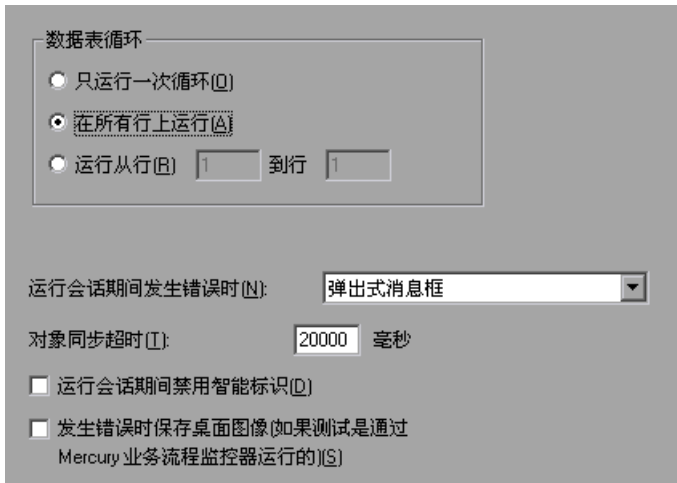 数据表循环
只运行一次循环(O)
在所有行上运行(A)
运行从行(R) 1 到行 1
运行会话期间发生错误时(N): 弹出式消息框
对象同步超时(T): 20000 毫秒
运行会话期间禁用智能标识(D)
发生错误时保存桌面图像(如果测试是通过
Mercury 业务流程监控器运行的)(S)